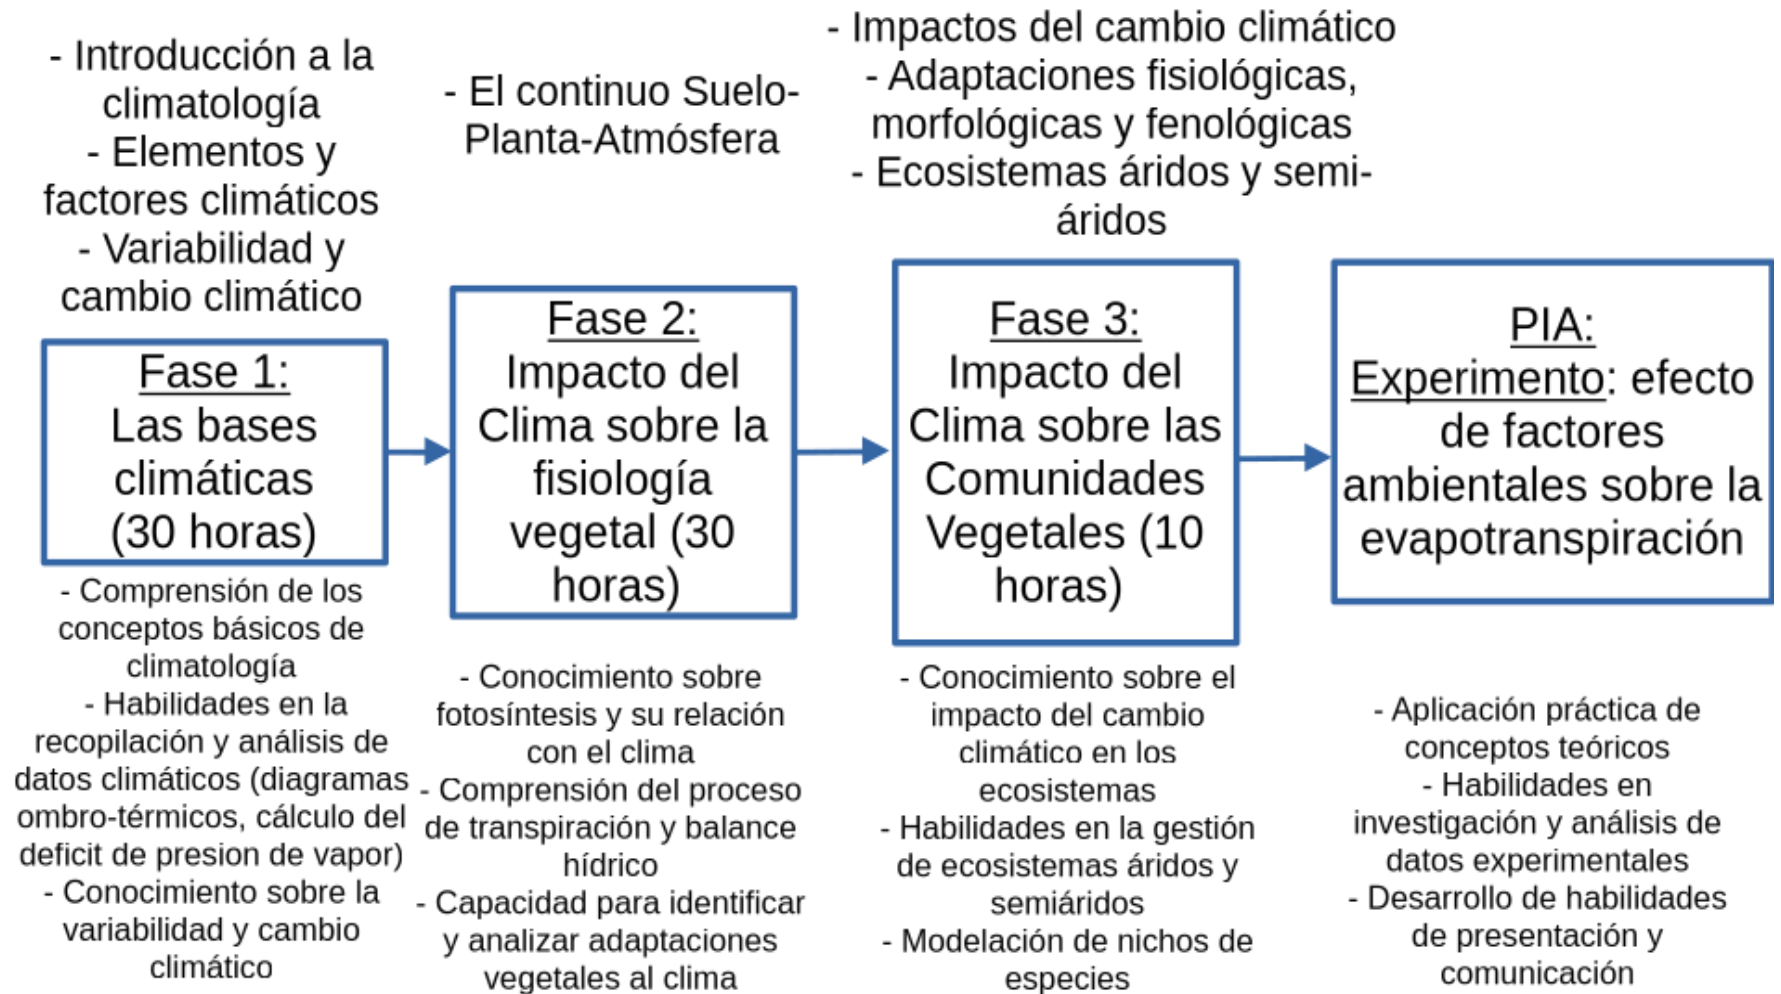 - Introducción a la
climatología
- Elementos y
factores climáticos
- Variabilidad y
cambio climático
Fase 1:
Las bases
climáticas
(30 horas)
- Comprensión de los
conceptos básicos de
climatología
- Habilidades en la
recopilación y análisis de
datos climáticos (diagramas
ombro-térmicos, cálculo del
deficit de presion de vapor)
- Conocimiento sobre la
variabilidad y cambio
climático
- El continuo Suelo-
Planta-Atmósfera
Fase 2:
Impacto del
Clima sobre la
fisiología
vegetal (30
horas)
- Conocimiento sobre
fotosíntesis y su relación
con el clima
- Comprensión del proceso
de transpiración y balance
hídrico
- Capacidad para identificar
y analizar adaptaciones
vegetales al clima
- Impactos del cambio climático
- Adaptaciones fisiológicas,
morfológicas y fenológicas
- Ecosistemas áridos y semi-
áridos
Fase 3:
Impacto del
Clima sobre las
Comunidades
Vegetales (10
horas)
- Conocimiento sobre el
impacto del cambio
climático en los
ecosistemas
- Habilidades en la gestión
de ecosistemas áridos y
semiáridos
- Modelación de nichos de
especies
PIA:
Experimento: efecto
de factores
ambientales sobre la
evapotranspiración
- Aplicación práctica de
conceptos teóricos
- Habilidades en
investigación y análisis de
datos experimentales
- Desarrollo de habilidades
de presentación y
comunicación